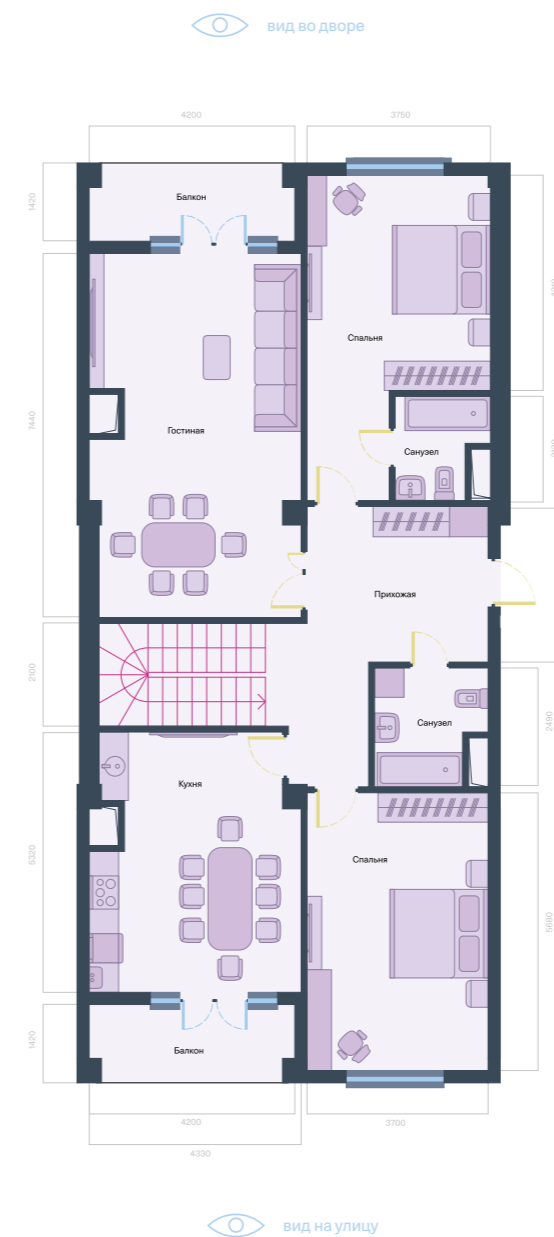 вид во дворе
4200
3750
1420
Балкон
Спальня
7440
Гостиная
Санузел
Прихожая
2100
2490
Санузел
Кухня
5320
Спальня
5680
1420
Балкон
4200
3700
4330
вид на улицу